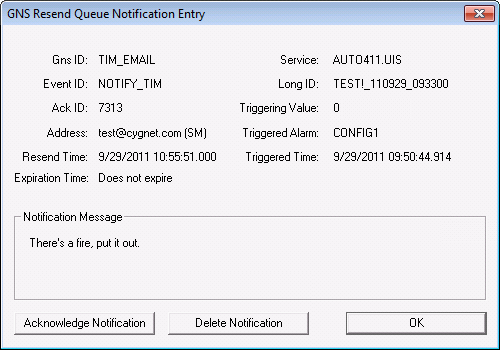 GNS Resend Queue Notification Entry
Gns ID: TIM_EMAIL Service: AUTO411.UIS
Event ID: NOTIFY_TIM Long ID: TEST!_110929_093300
Ack ID: 7313 Triggering Value: 0
Address: test@cygnet.com (SM) Triggered Alarm: CONFIG1
Resend Time: 9/29/2011 10:55:51.000 Triggered Time: 9/29/2011 09:50:44.914
Expiration Time: Does not expire
Notification Message
There's a fire, put it out.
Acknowledge Notification Delete Notification OK